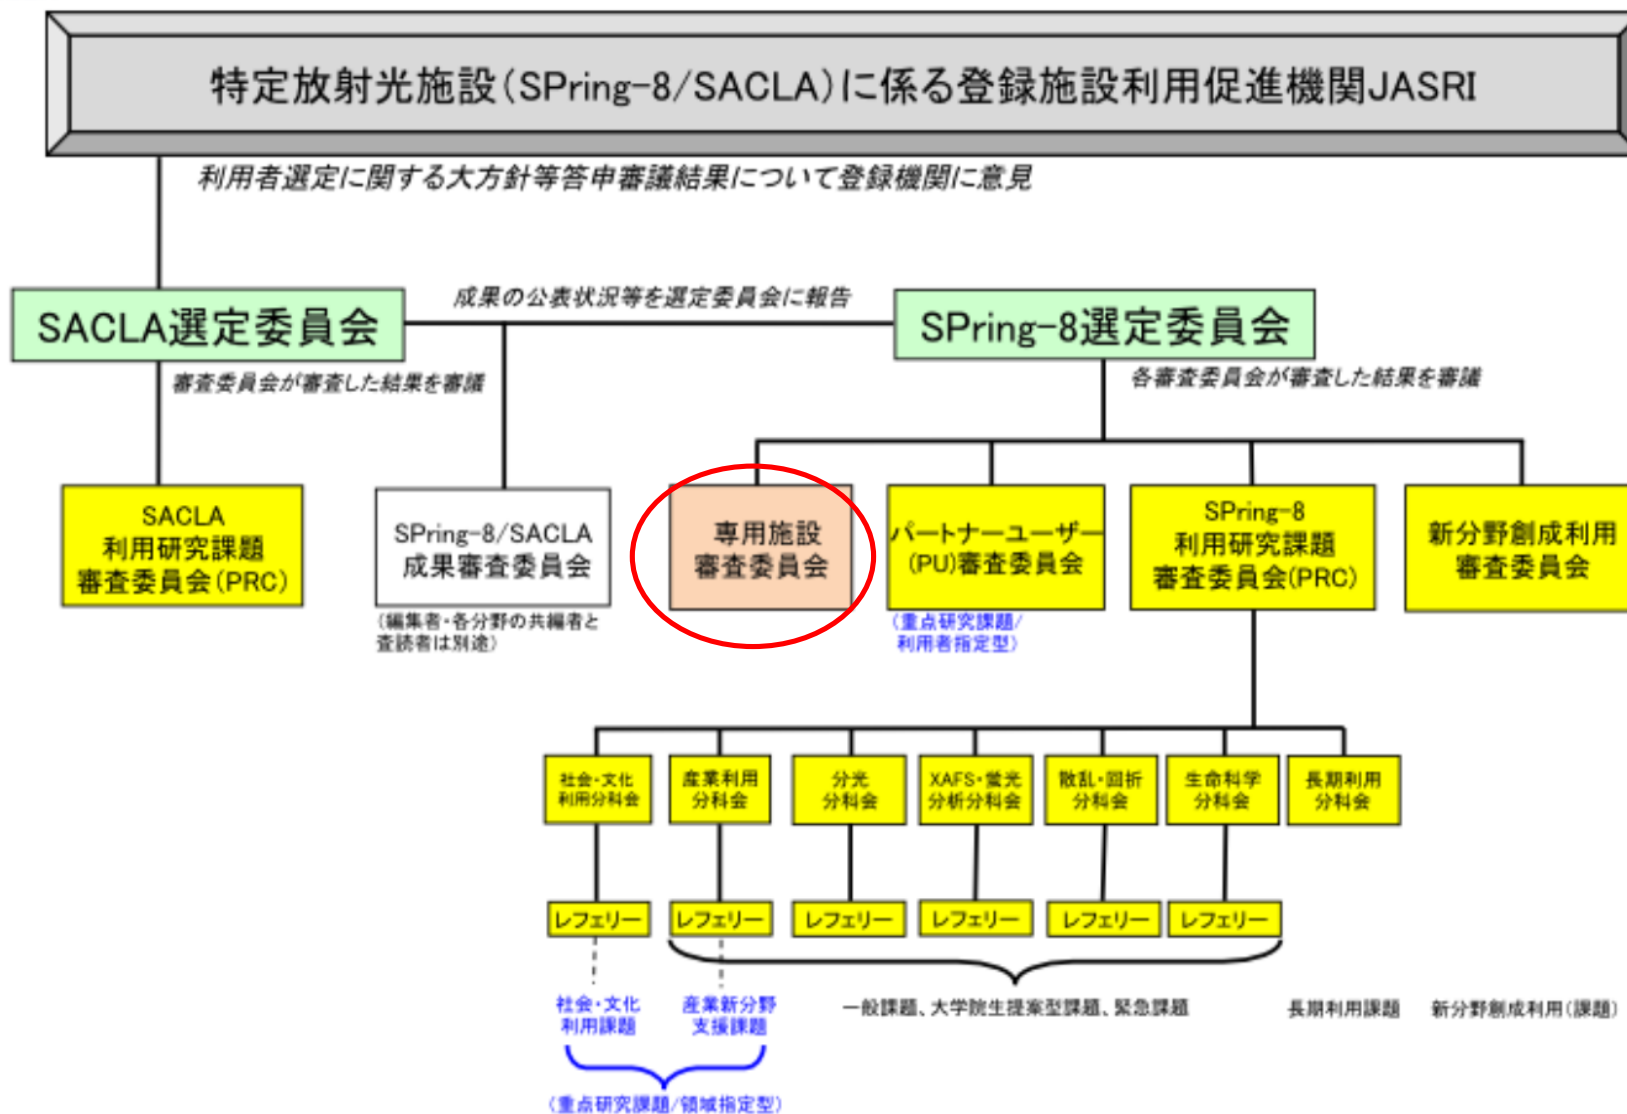 特定放射光施設(SPring-8/SACLA)に係る登録施設利用促進機関JASRI
利用者選定に関する大方針等答申審議結果について登録機関に意見
SACLA選定委員会
成果の公表状況等を選定委員会に報告
SPring-8選定委員会
審査委員会が審査した結果を審議
各審査委員会が審査した結果を審議
SACLA
利用研究課題
審査委員会(PRC)
SPring-8/SACLA
成果審査委員会
(編集者・各分野の共編者と
査読者は別途)
専用施設
審査委員会
パートナーユーザー
(PU)審査委員会
(重点研究課題/
利用者指定型)
SPring-8
利用研究課題
審査委員会(PRC)
新分野創成利用
審査委員会
社会・文化
利用分科会
産業利用
分科会
分光
分科会
XAFS・蛍光
分析分科会
散乱・回折
分科会
生命科学
分科会
長期利用
分科会
レフェリー
レフェリー
レフェリー
レフェリー
レフェリー
レフェリー
社会・文化
利用課題
産業新分野
支援課題
一般課題、大学院生提案型課題、緊急課題
長期利用課題
新分野創成利用(課題)
(重点研究課題/領域指定型)